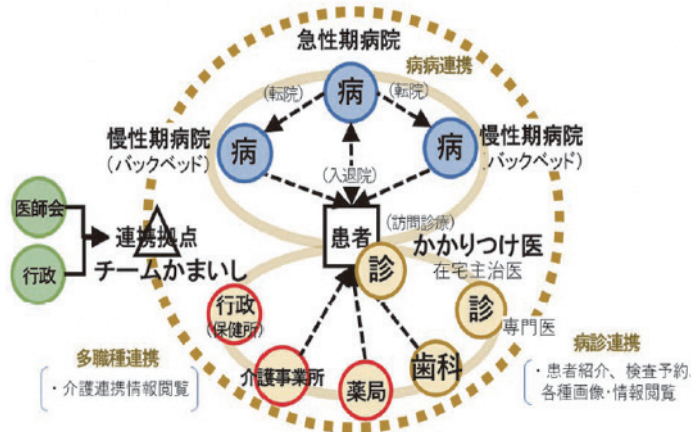 急性期病院
病病連携
病
(転院)
(転院)
慢性期病院
(バックベッド)
病
病
慢性期病院
(バックベッド)
(入退院)
医師会
行政
連携拠点
チームかまいし
患者
(訪問診療)
かかりつけ医
在宅主治医
診
診
専門医
行政
(保健所)
介護事業所
薬局
歯科
多職種連携
・介護連携情報閲覧
病診連携
・患者紹介、検査予約、
各種画像・情報閲覧